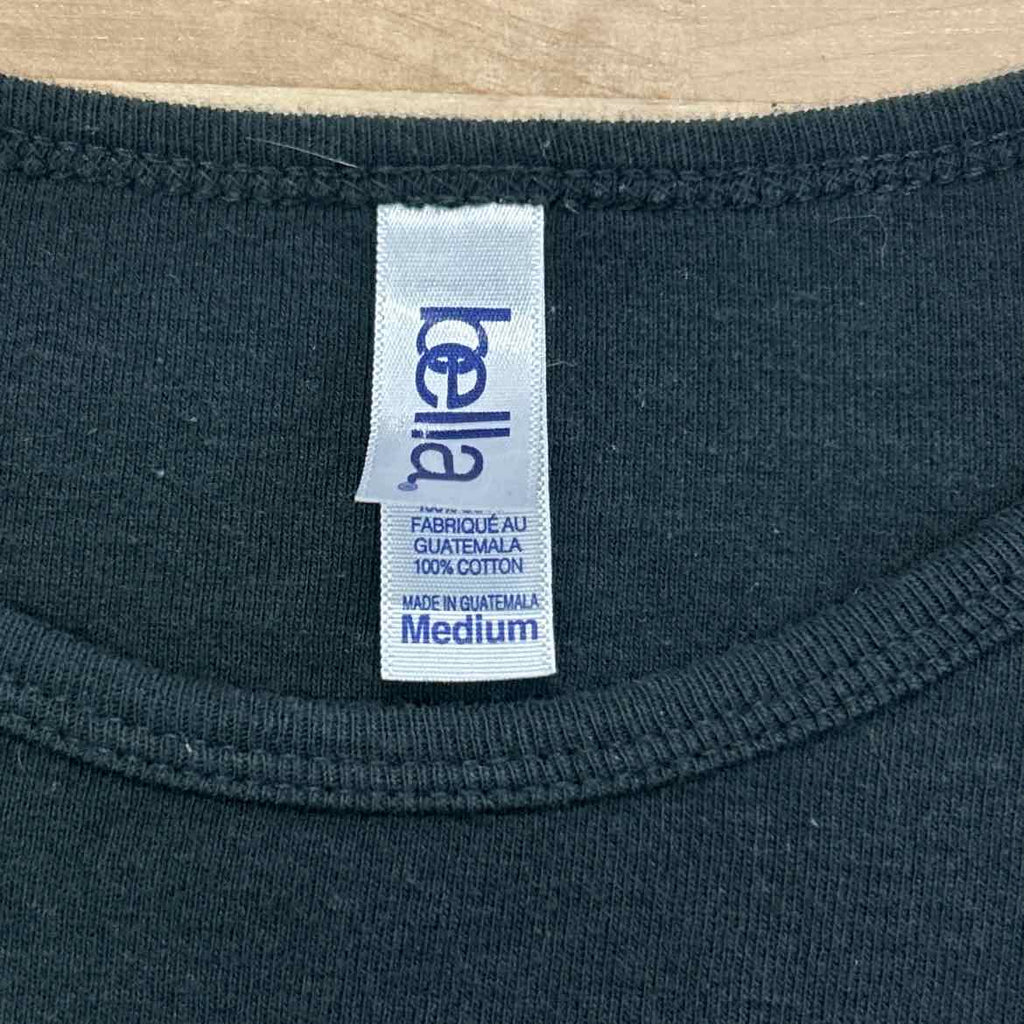 bella
FABRIQUÉ AU
GUATEMALA
100% COTTON
MADE IN GUATEMALA
Medium